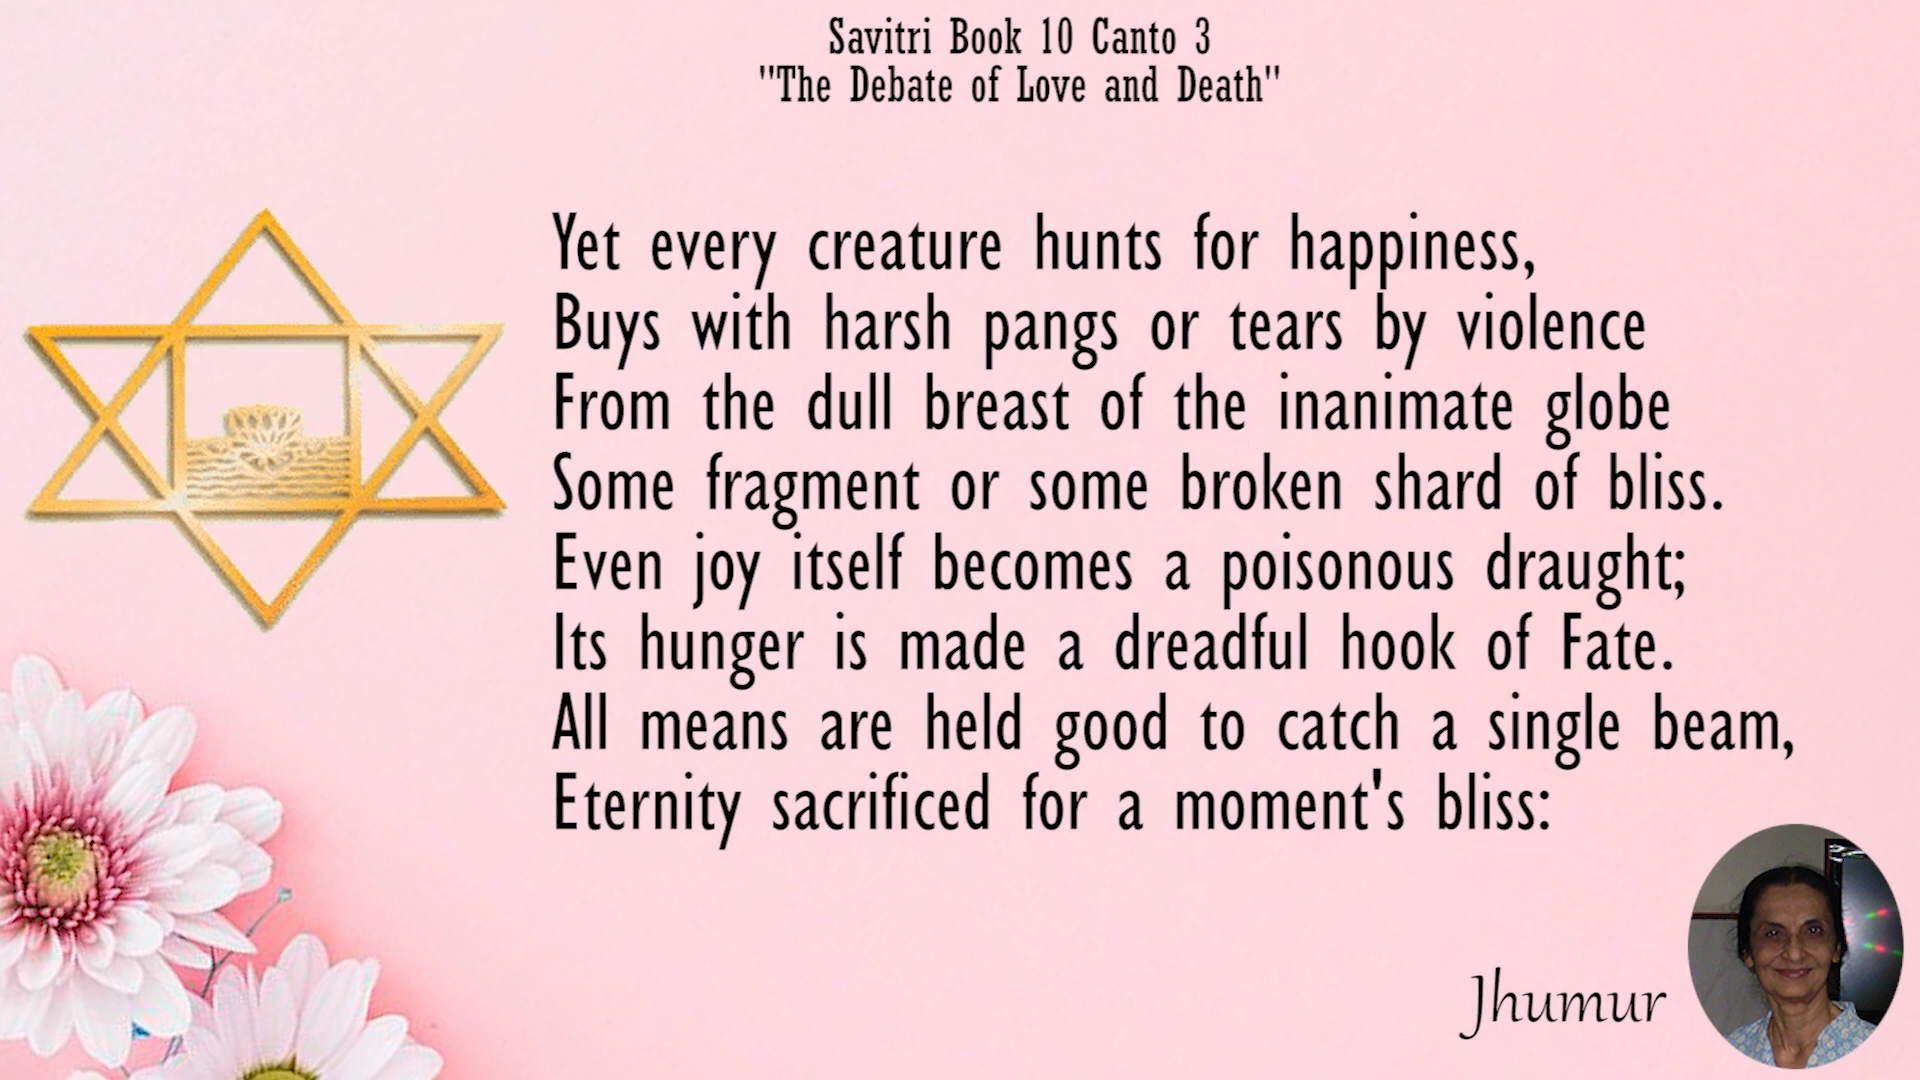 Savitri Book 10 Canto 3
"The Debate of Love and Death"
Yet every creature hunts for happiness,
Buys with harsh pangs or tears by violence
From the dull breast of the inanimate globe
Some fragment or some broken shard of bliss.
Even joy itself becomes a poisonous draught;
Its hunger is made a dreadful hook of Fate.
All means are held good to catch a single beam,
Eternity sacrificed for a moment's bliss:
Jhumur